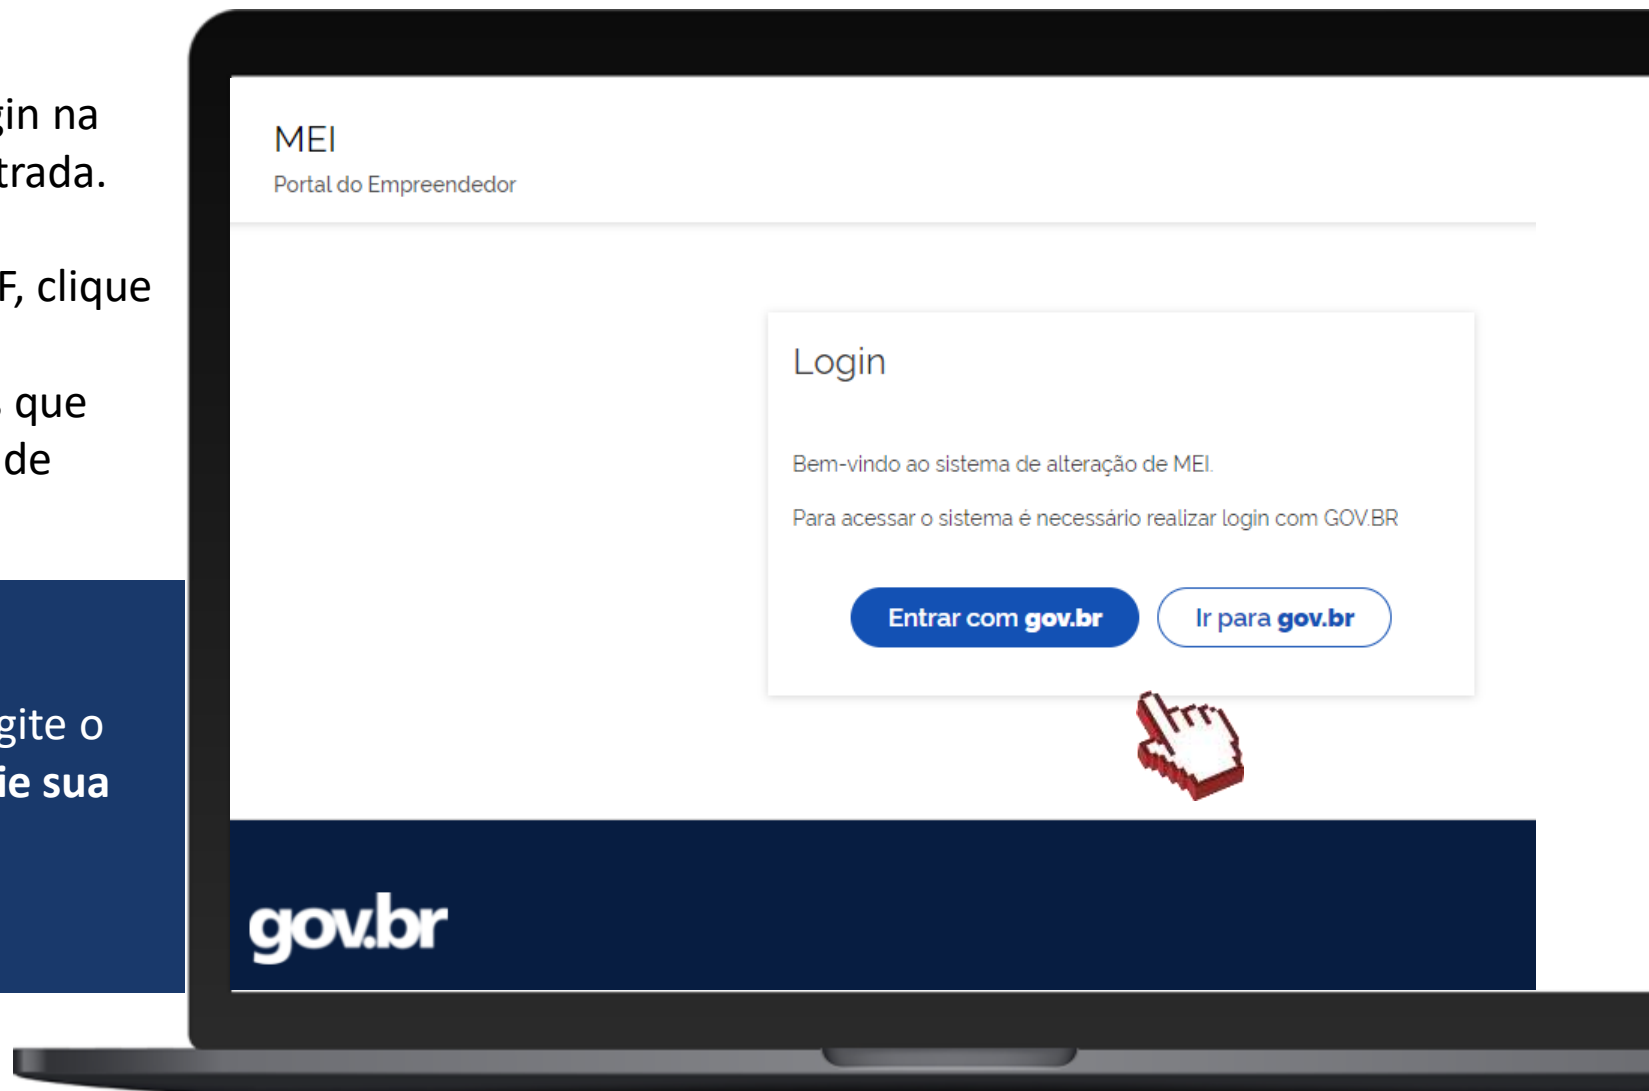 gin na
trada.
F, clique
que
de
gite o
ie sua
MEI
Portal do Empreendedor
Login
Bem-vindo ao sistema de alteração de MEI.
Para acessar o sistema é necessário realizar login com GOV.BR
Entrar com gov.br
Ir para gov.br
gov.br